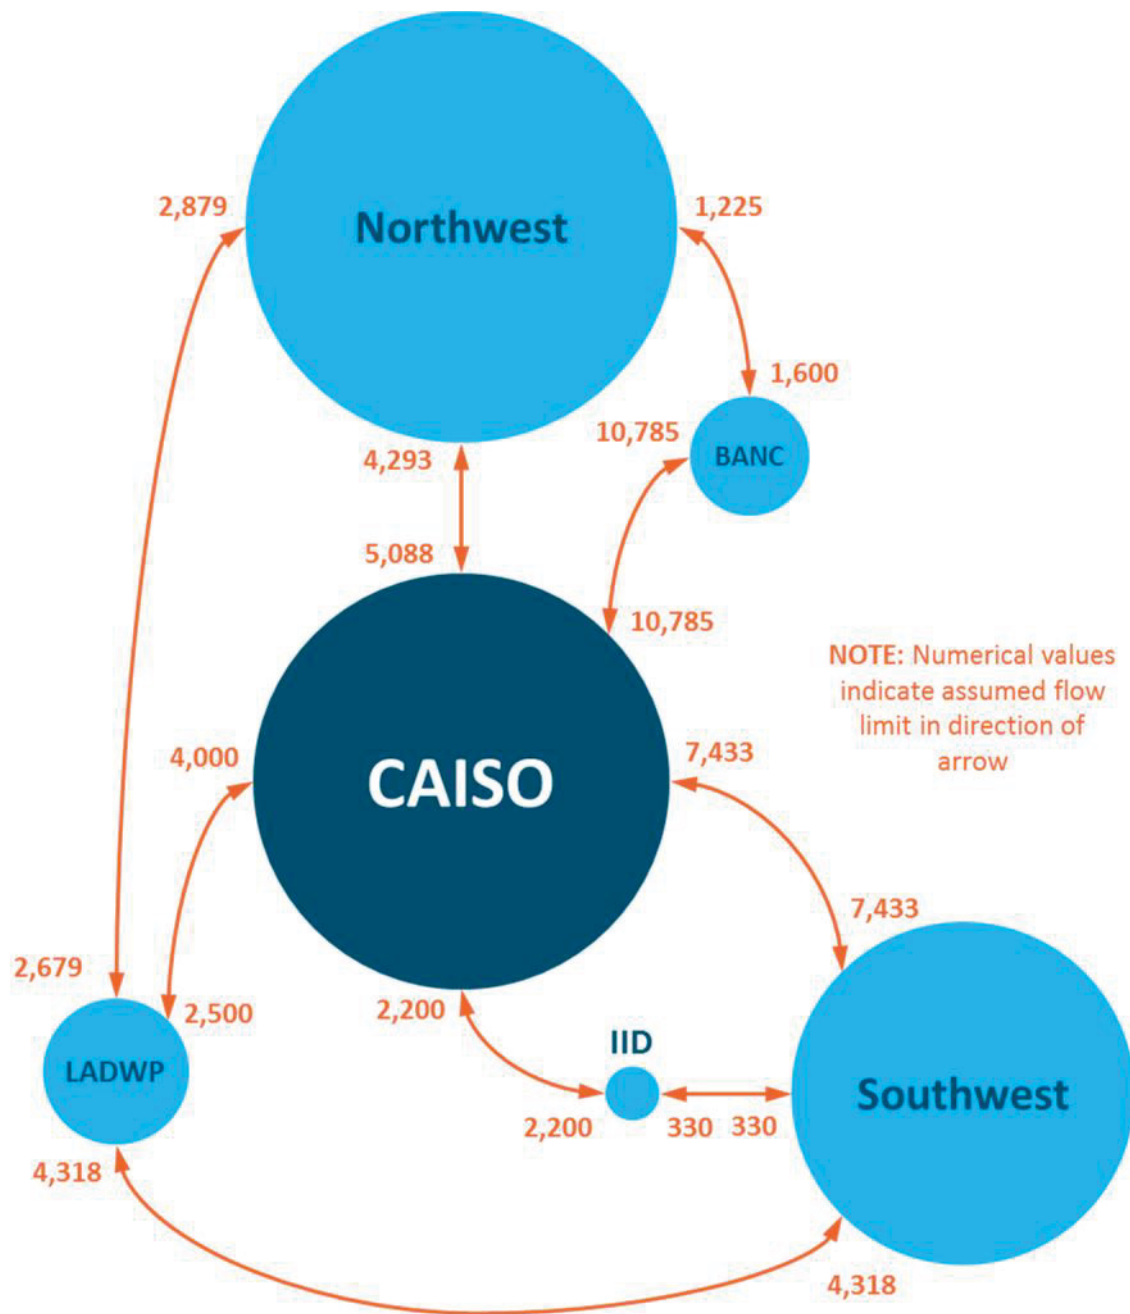 2,879
1,225
Northwest
1,600
10,785
4,293
BANC
5,088
10,785
NOTE: Numerical values
indicate assumed flow
limit in direction of
arrow
4,000
7,433
CAISO
7,433
2,679
2,500
2,200
IID
LADWP
Southwest
2,200
330
330
4,318
4,318